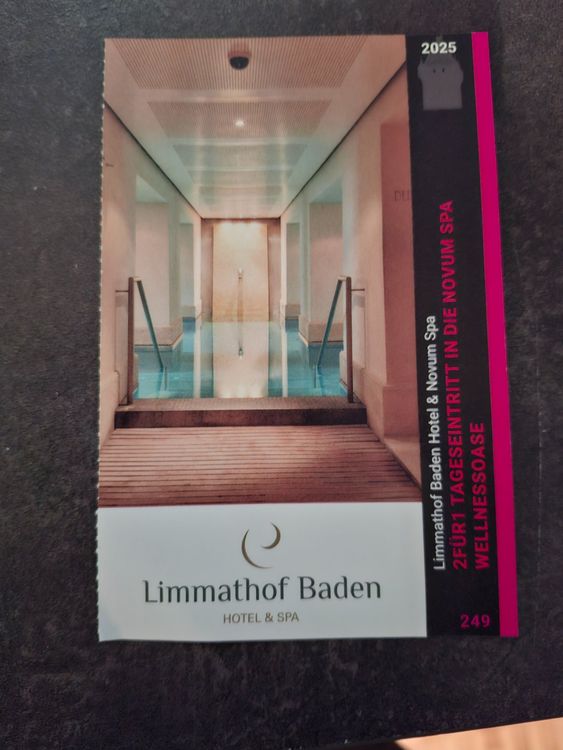 2025
Limmathof Baden Hotel & Novum Spa
2FÜR1 TAGESEINTRITT IN DIE NOVUM SPA
WELLNESSOASE
Limmathof Baden
HOTEL & SPA
249